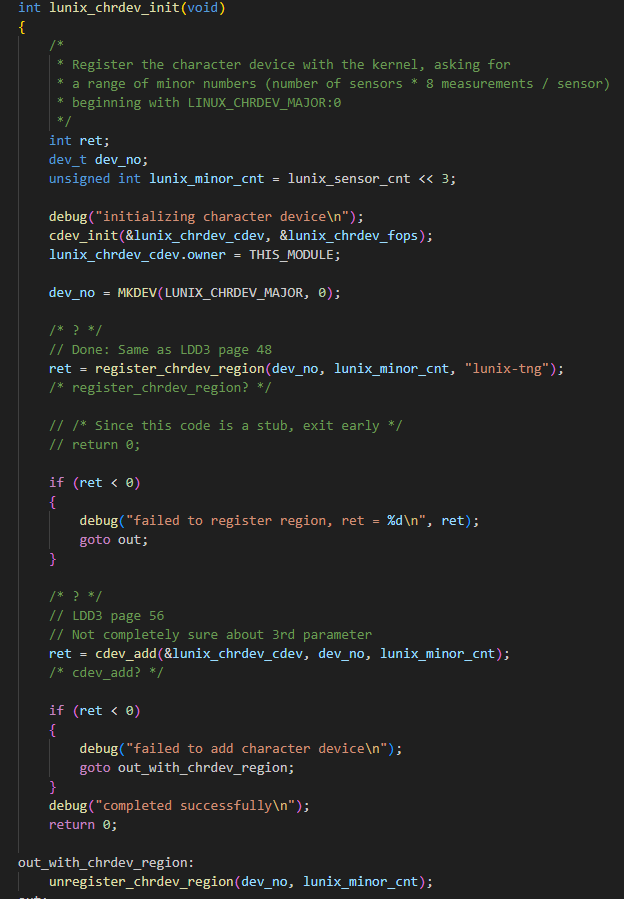 int lunix_chrdev_init(void)
{
/*
* Register the character device with the kernel, asking for
* a range of minor numbers (number of sensors * 8 measurements / sensor)
* beginning with LINUX_CHRDEV_MAJOR:0
*/
int ret;
dev_t dev_no;
unsigned int lunix_minor_cnt = lunix_sensor_cnt << 3;
debug("initializing character device\n");
cdev_init(&lunix_chrdev_cdev, &lunix_chrdev_fops);
lunix_chrdev_cdev.owner = THIS_MODULE;
dev_no = MKDEV(LUNIX_CHRDEV_MAJOR, 0);
/* ? */
// Done: Same as LDD3 page 48
ret = register_chrdev_region(dev_no, lunix_minor_cnt, "lunix-tng");
/* register_chrdev_region? */
// /* Since this code is a stub, exit early */
// return 0;
if (ret < 0)
{
debug("failed to register region, ret = %d\n", ret);
goto out;
}
/* ? */
// LDD3 page 56
// Not completely sure about 3rd parameter
ret = cdev_add(&lunix_chrdev_cdev, dev_no, lunix_minor_cnt);
/* cdev_add? */
if (ret < 0)
{
debug("failed to add character device\n");
goto out_with_chrdev_region;
}
debug("completed successfully\n");
return 0;
out_with_chrdev_region:
unregister_chrdev_region(dev_no, lunix_minor_cnt);